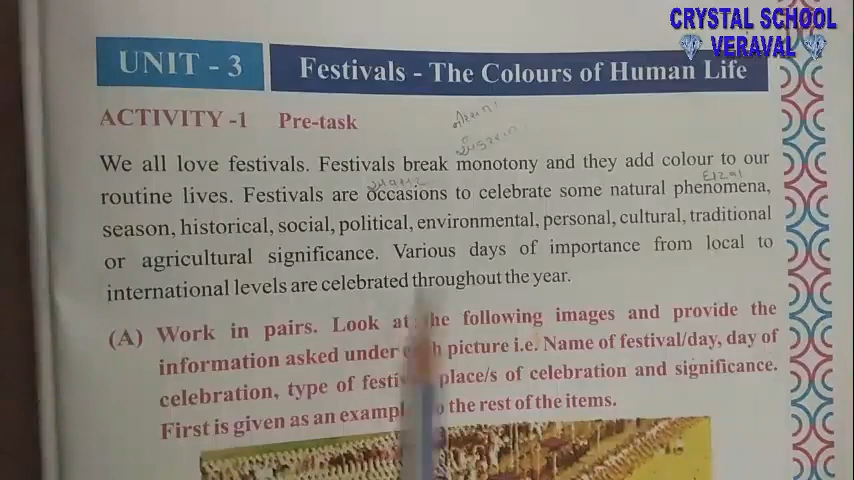 CRYSTAL SCHOOL
VERAVAL
UNIT - 3
Festivals - The Colours of Human Life
ACTIVITY -1 Pre-task
We all love festivals. Festivals break monotony and they add colour to our
routine lives. Festivals are occasions to celebrate some natural phenomena,
season, historical, social, political, environmental, personal, cultural, traditional
or agricultural significance. Various days of importance from local to
international levels are celebrated throughout the year.
(A) Work in pairs. Look at the following images and provide the
information asked under picture i.e. Name of festival/day, day of
celebration, type of place/s of celebration and significance.
First is given as an the rest of the items.